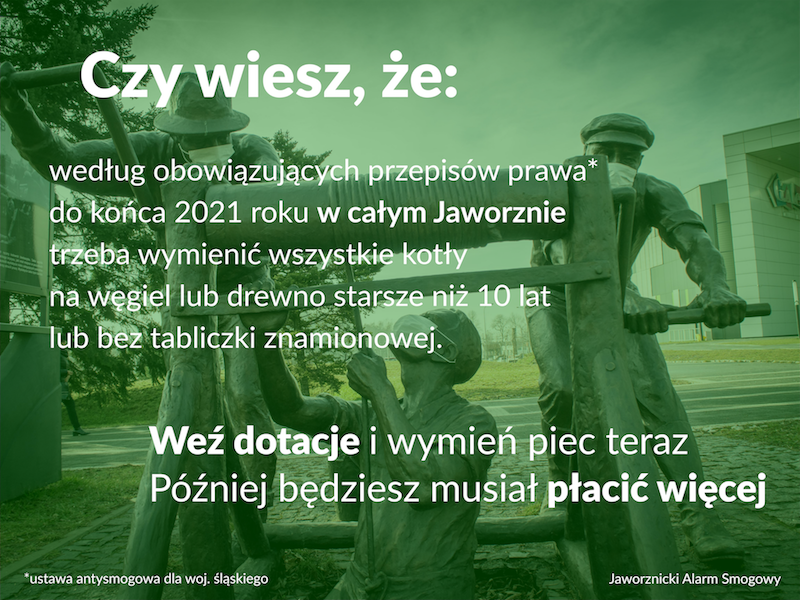 Czy wiesz, że:
według obowiązujących przepisów prawa*
do końca 2021 roku w całym Jaworznie
trzeba wymienić wszystkie kotły
na węgiel lub drewno starsze niż 10 lat
lub bez tabliczki znamionowej.
Weź dotacje i wymień piec teraz
Później będziesz musiał płacić więcej
*ustawa antysmogowa dla woj. śląskiego
Jaworznicki Alarm Smogowy